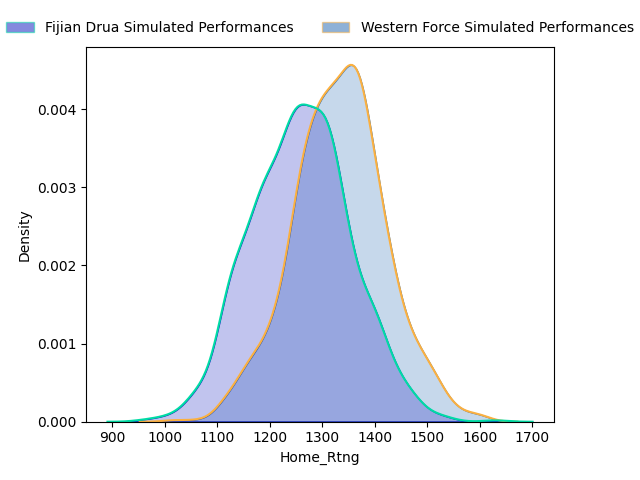 Fijian Drua Simulated Performances Western Force Simulated Performances
0.004
0.003
0.002
0.001
0.000
Density
900 1000 1100 1200 1300 1400 1500 1600 1700
Home_Rtng